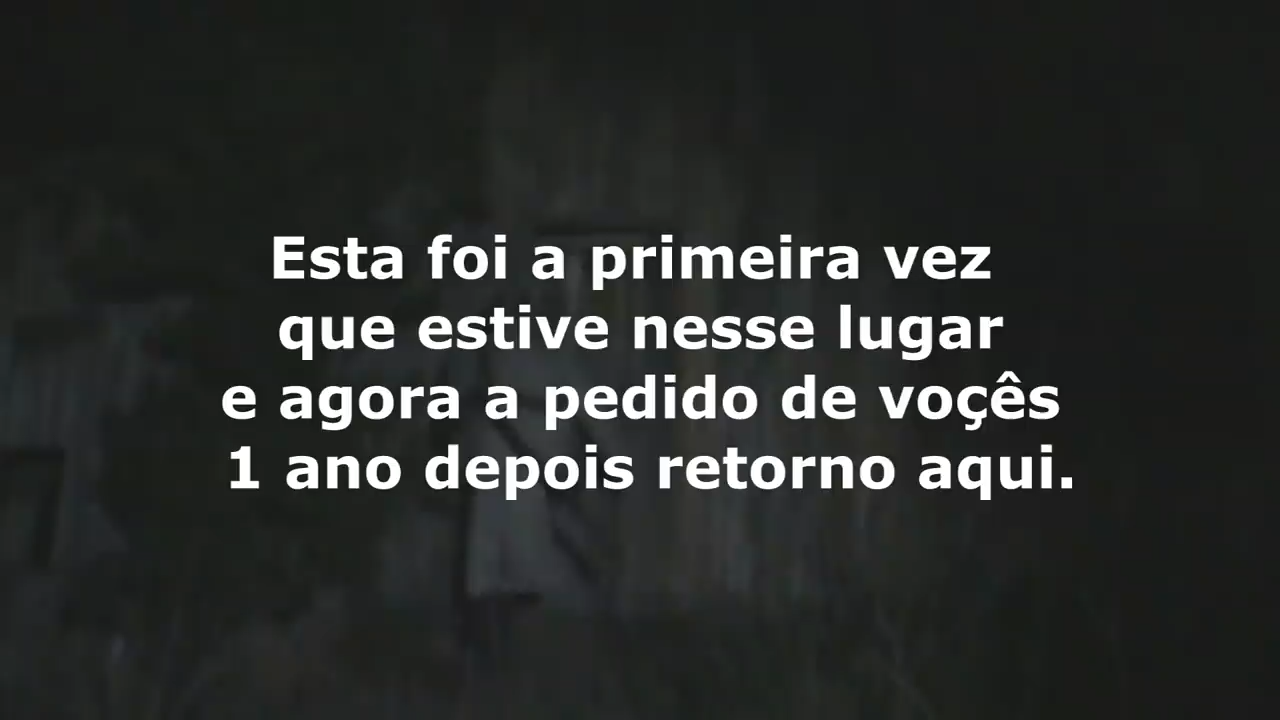 Esta foi a primeira vez
que estive nesse lugar
e agora a pedido de voçês
1 ano depois retorno aqui.